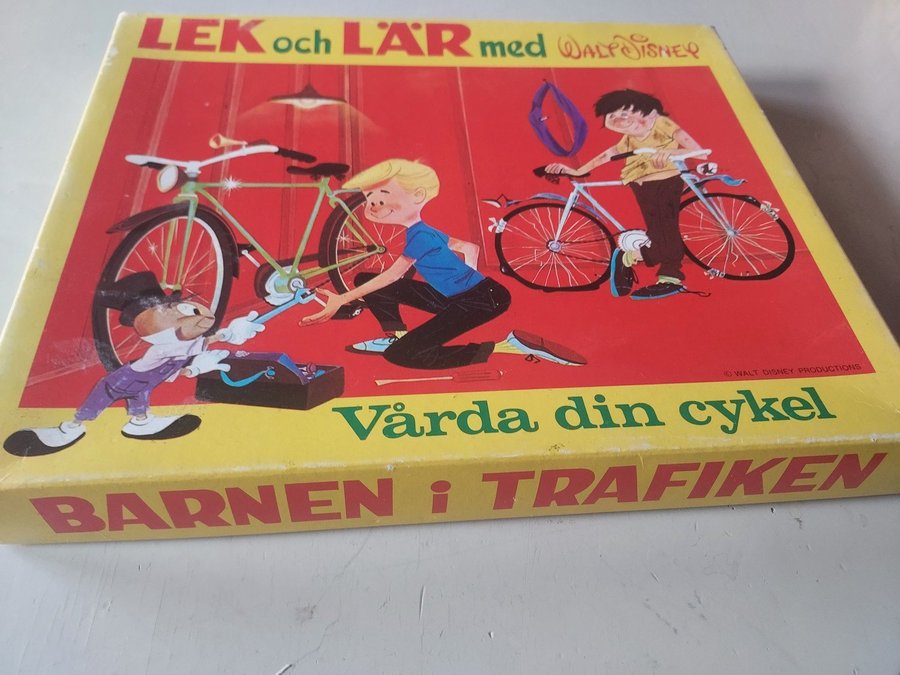 LEK och LÄR med WALT DISNEY
© WALT DISNEY PRODUCTIONS
Vårda din cykel
BARNEN i TRAFIKEN